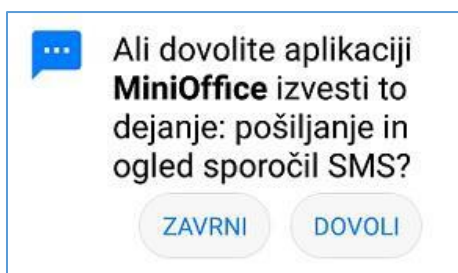 Ali dovolite aplikaciji
MiniOffice izvesti to
dejanje: pošiljanje in
ogled sporočil SMS?
ZAVRNI DOVOLI